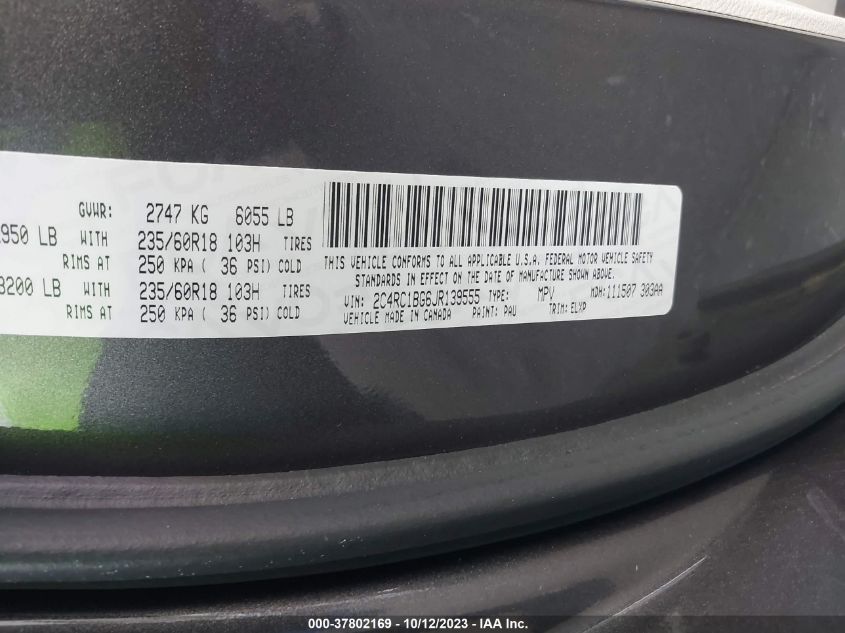 GVWR: 2747 KG 6055 LB
950 LB WITH 235/60R18 103H TIRES
RIMS AT 250 KPA ( 36 PSI) COLD
3200 LB WITH 235/60R18 103H TIRES
RIMS AT 250 KPA ( 36 PSI) COLD
THIS VEHICLE CONFORMS TO ALL APPLICABLE U.S.A. FEDERAL MOTOR VEHICLE SAFETY
STANDARDS IN EFFECT ON THE DATE OF MANUFACTURE SHOWN ABOVE.
VIN: 2C4RC1BG6JR139555 TYPE: MPV MDH: 111507 303AA
VEHICLE MADE IN CANADA PAINT: PAU TRIM: ELXP
000-37802169 - 10/12/2023 - IAA Inc.